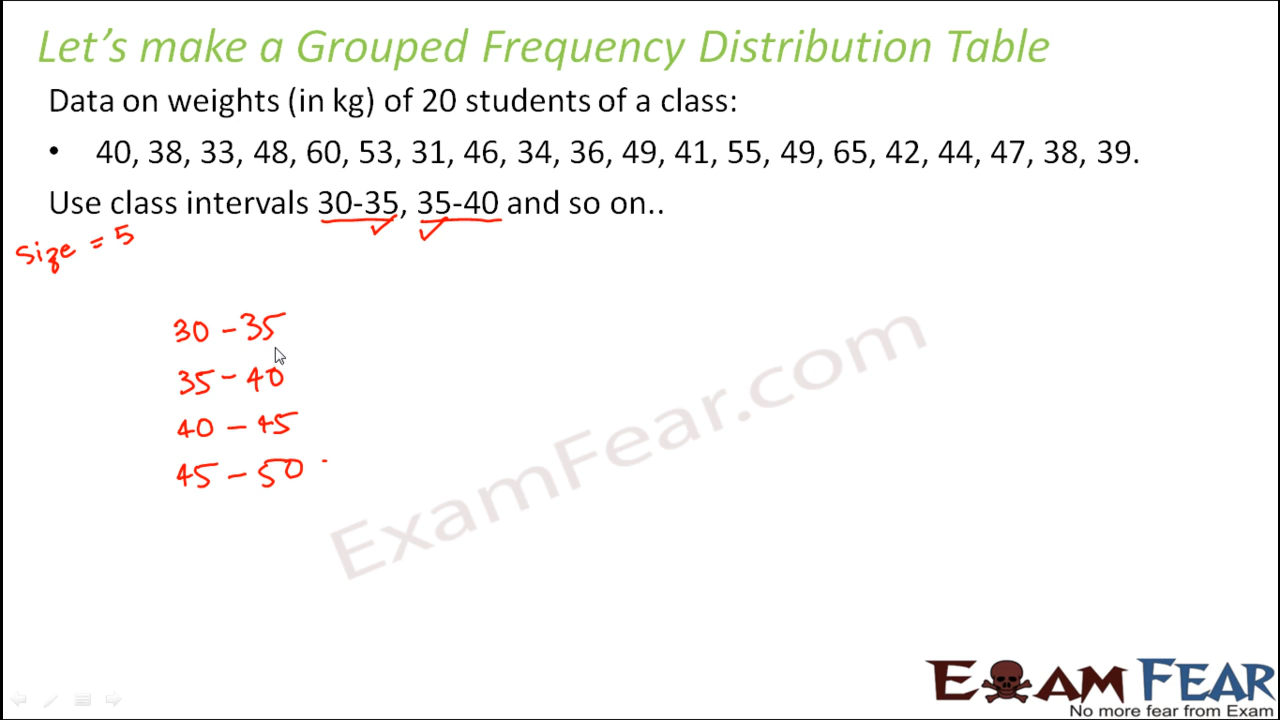 Let's make a Grouped Frequency Distribution Table
Data on weights (in kg) of 20 students of a class:
• 40, 38, 33, 48, 60, 53, 31, 46, 34, 36, 49, 41, 55, 49, 65, 42, 44, 47, 38, 39.
Use class intervals 30-35, 35-40 and so on..
Size = 5
30 - 35
35 - 40
40 - 45
45 - 50
ExamFear.com
EXAM FEAR
No more fear from Exam